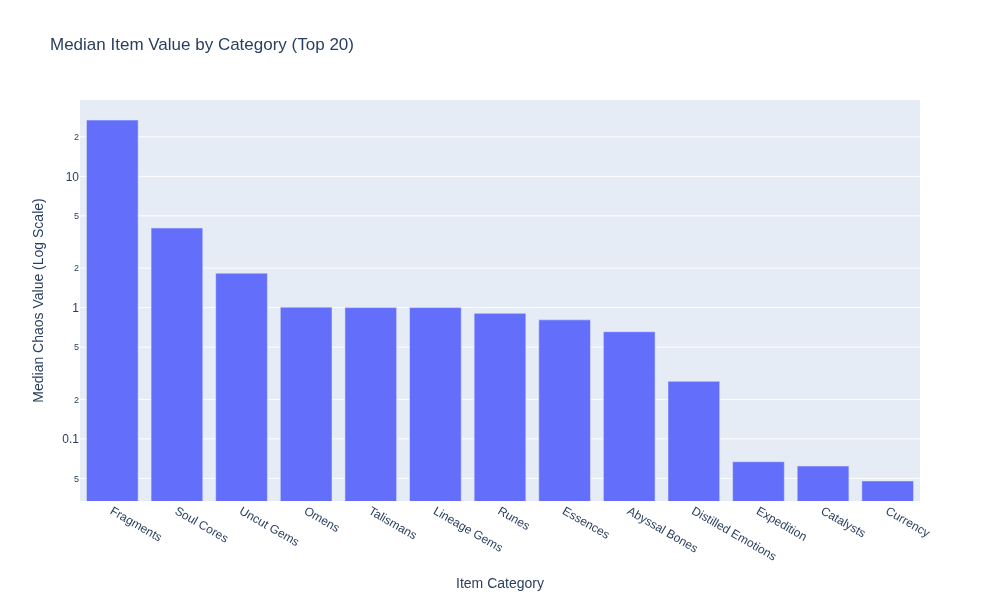 Median Item Value by Category (Top 20)
Median Chaos Value (Log Scale)
2
10
5
2
1
5
2
0.1
5
Fragments
Soul Cores
Uncut Gems
Omens
Talismans
Lineage Gems
Runes
Essences
Abyssal Bones
Distilled Emotions
Expedition
Catalysts
Currency
Item Category